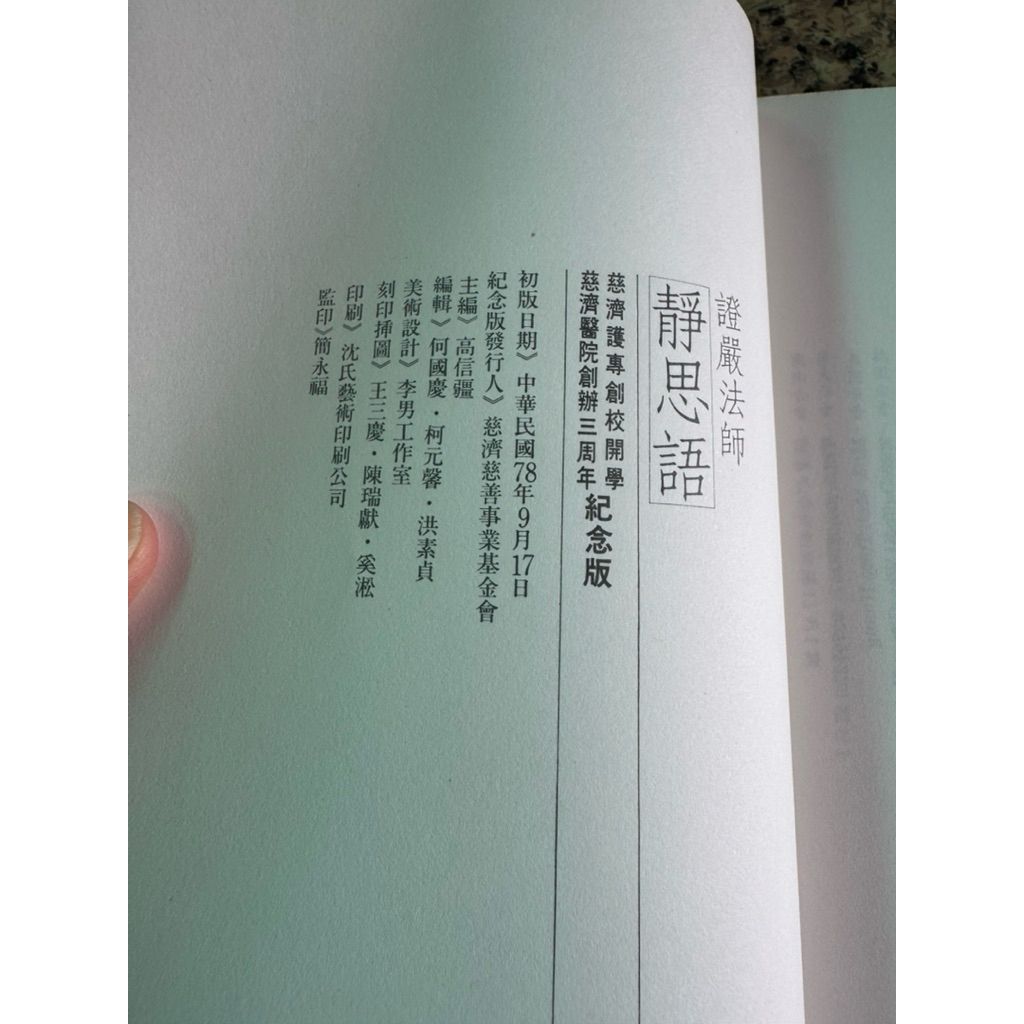 證嚴法師
靜思語
慈濟護專創校開學
慈濟醫院創辦三周年紀念版
初版日期》中華民國78年9月17日
紀念版發行人》慈濟慈善事業基金會
主編》高信疆
編輯》何國慶・柯元馨・洪素貞
美術設計》李男工作室
刻印挿圖》王三慶・陳瑞獻・奚淞
印刷》沈氏藝術印刷公司
監印》簡永福